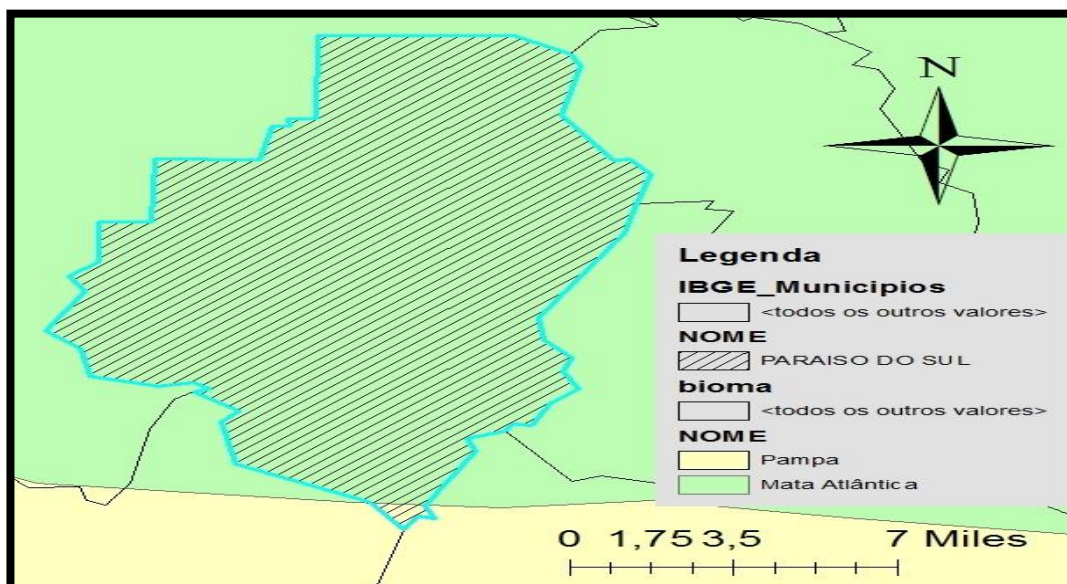 N
Legenda
IBGE_Municipios
<todos os outros valores>
NOME
PARAISO DO SUL
bioma
<todos os outros valores>
NOME
Pampa
Mata Atlântica
0 1,75 3,5 7 Miles